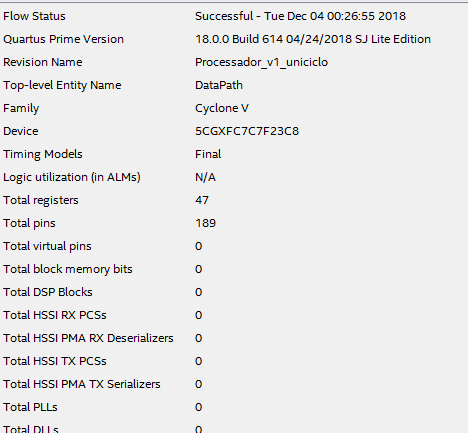 Flow Status Successful - Tue Dec 04 00:26:55 2018
Quartus Prime Version 18.0.0 Build 614 04/24/2018 SJ Lite Edition
Revision Name Processador_v1_uniciclo
Top-level Entity Name DataPath
Family Cyclone V
Device 5CGXFC7C7F23C8
Timing Models Final
Logic utilization (in ALMs) N/A
Total registers 47
Total pins 189
Total virtual pins 0
Total block memory bits 0
Total DSP Blocks 0
Total HSSI RX PCSs 0
Total HSSI PMA RX Deserializers 0
Total HSSI TX PCSs 0
Total HSSI PMA TX Serializers 0
Total PLLs 0
Total DLLs 0